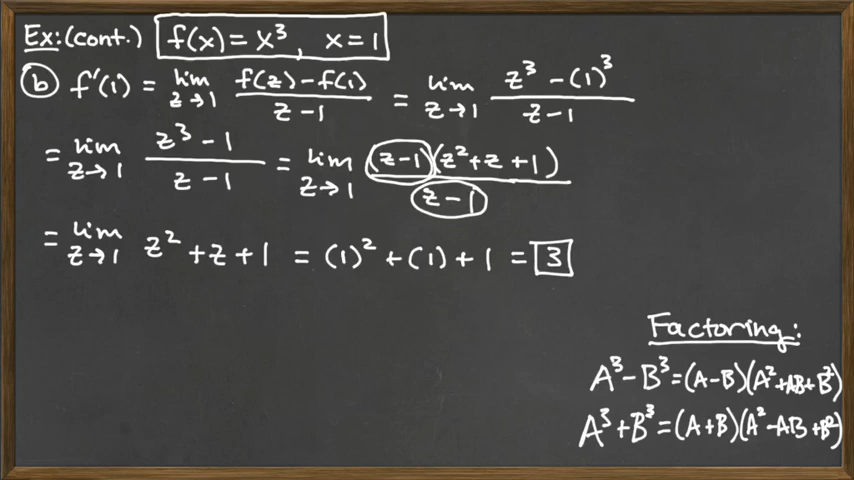 Ex: (cont.) f(x) = x³, x = 1
(b) f'(1) = lim z→1 (f(z) − f(1))/(z − 1) = lim z→1 (z³ − (1)³)/(z − 1)
= lim z→1 (z³ − 1)/(z − 1) = lim z→1 ((z − 1)(z² + z + 1))/(z − 1)
= lim z→1 z² + z + 1 = (1)² + (1) + 1 = 3
Factoring:
A³ − B³ = (A − B)(A² + AB + B²)
A³ + B³ = (A + B)(A² − AB + B²)